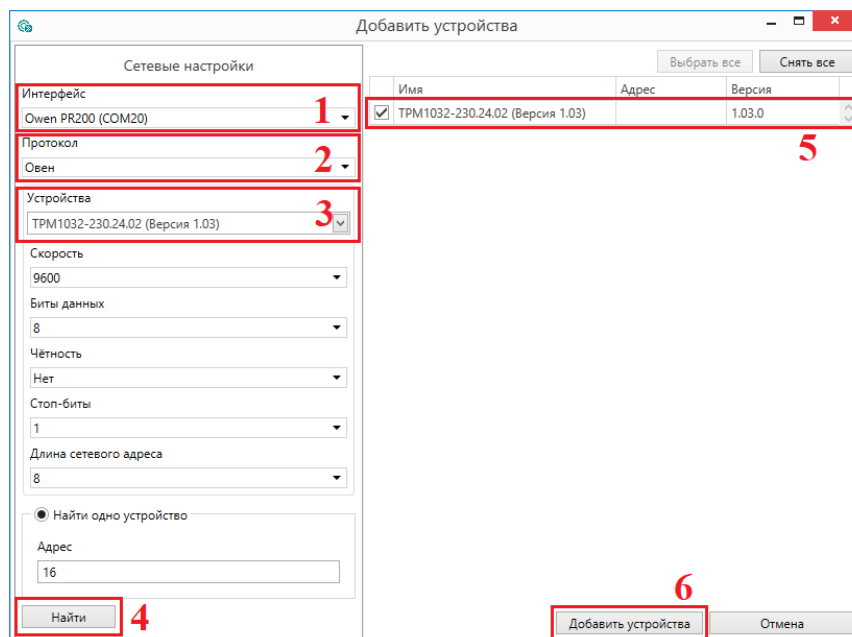 Добавить устройства
Сетевые настройки
Интерфейс
Owen PR200 (COM20)
1
Протокол
Овен
2
Устройства
ТРМ1032-230.24.02 (Версия 1.03)
3
Скорость
9600
Биты данных
8
Чётность
Нет
Стоп-биты
1
Длина сетевого адреса
8
Найти одно устройство
Адрес
16
Найти
4
Выбрать все Снять все
Имя Адрес Версия
ТРМ1032-230.24.02 (Версия 1.03) 1.03.0
5
6
Добавить устройства Отмена